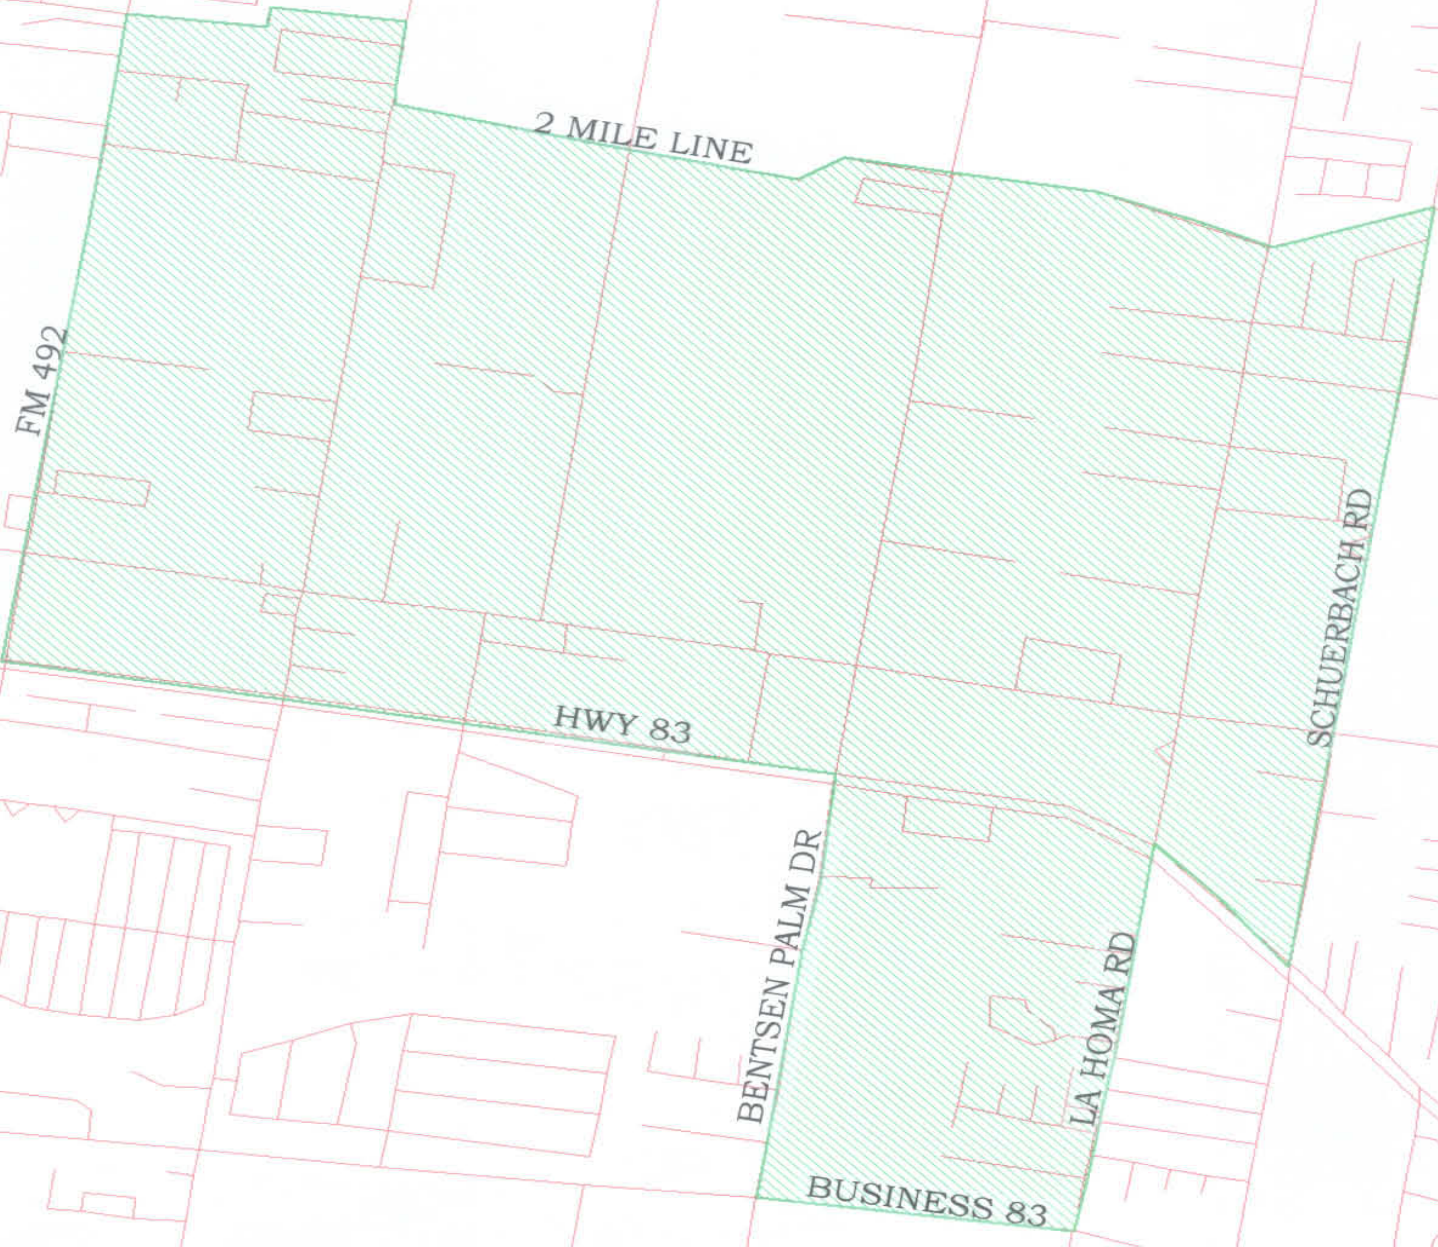 2 MILE LINE
FM 492
SCHUERBACH RD
HWY 83
BENTSEN PALM DR
LA HOMA RD
BUSINESS 83